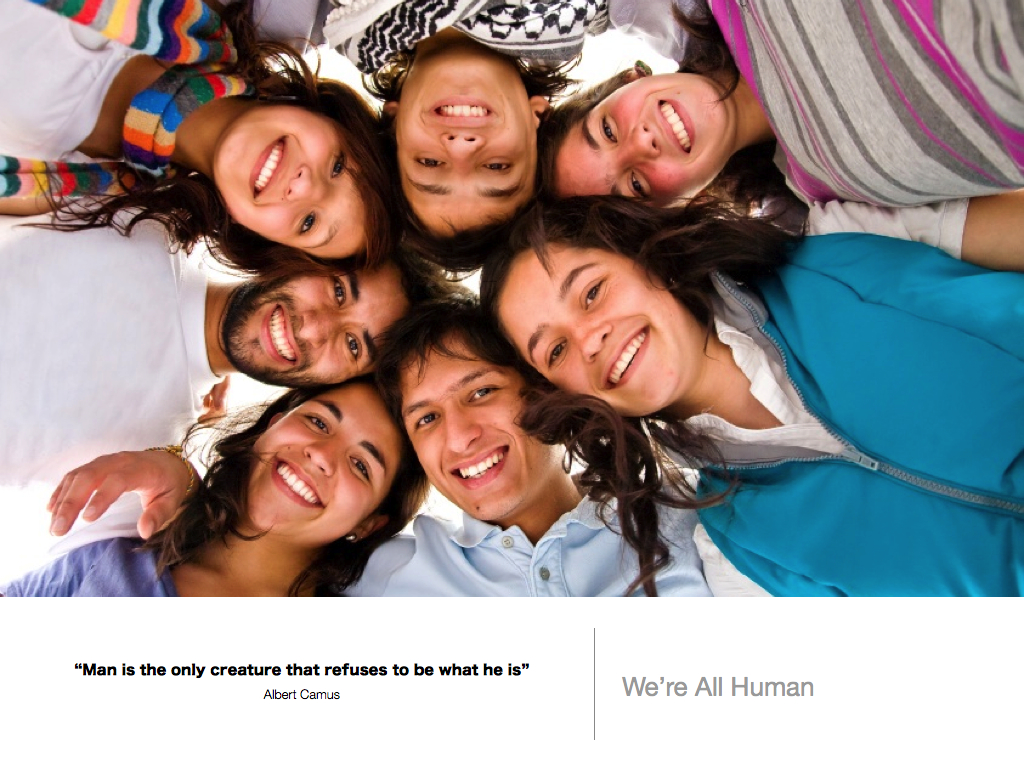 “Man is the only creature that refuses to be what he is”
Albert Camus
We’re All Human